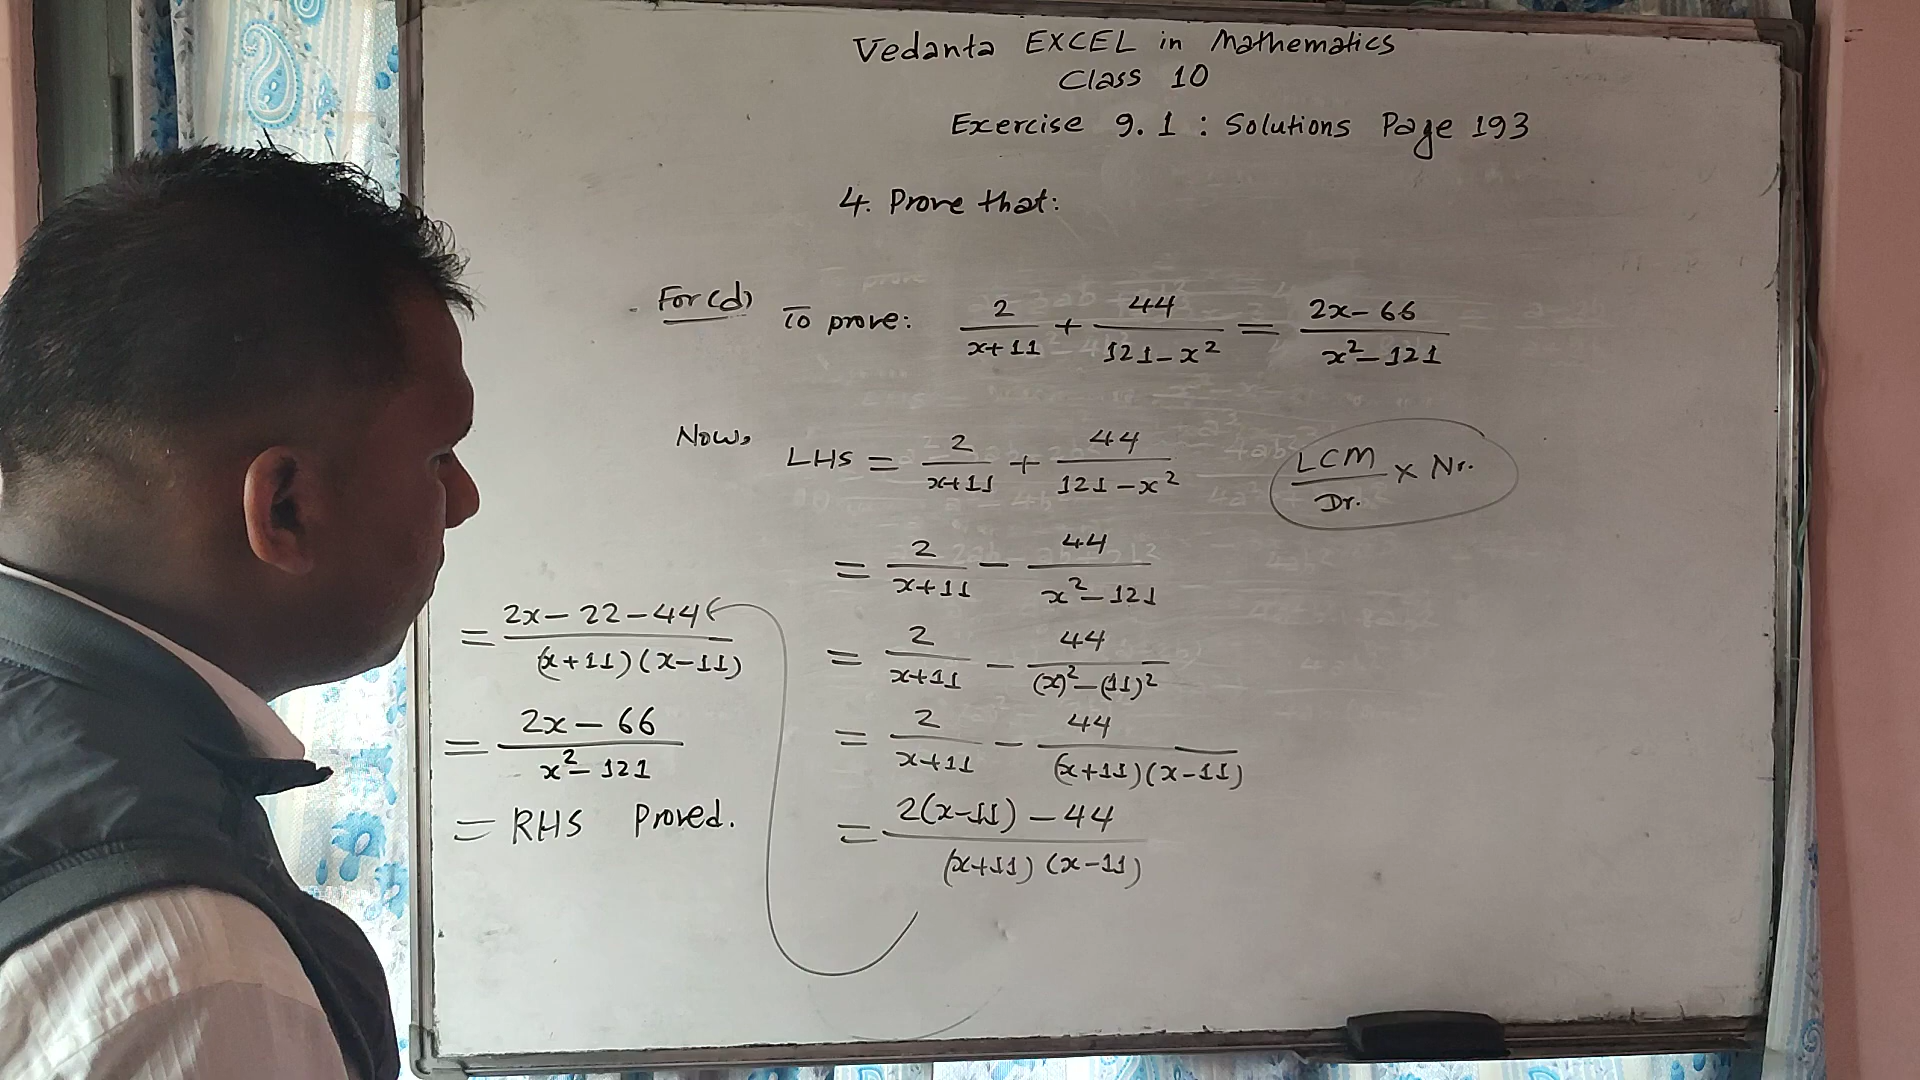 Vedanta EXCEL in Mathematics
Class 10
Exercise 9.1 : Solutions Page 193
4. Prove that:
For (d) To prove: 2/(x+11) + 44/(121-x²) = (2x-66)/(x²-121)
Now, LHS = 2/(x+11) + 44/(121-x²)
LCM/Dr. × Nr.
= 2/(x+11) - 44/(x²-121)
= 2/(x+11) - 44/((x)²-(11)²)
= 2/(x+11) - 44/((x+11)(x-11))
= (2(x-11) - 44)/((x+11)(x-11))
= (2x-22-44)/((x+11)(x-11))
= (2x-66)/(x²-121)
= RHS Proved.